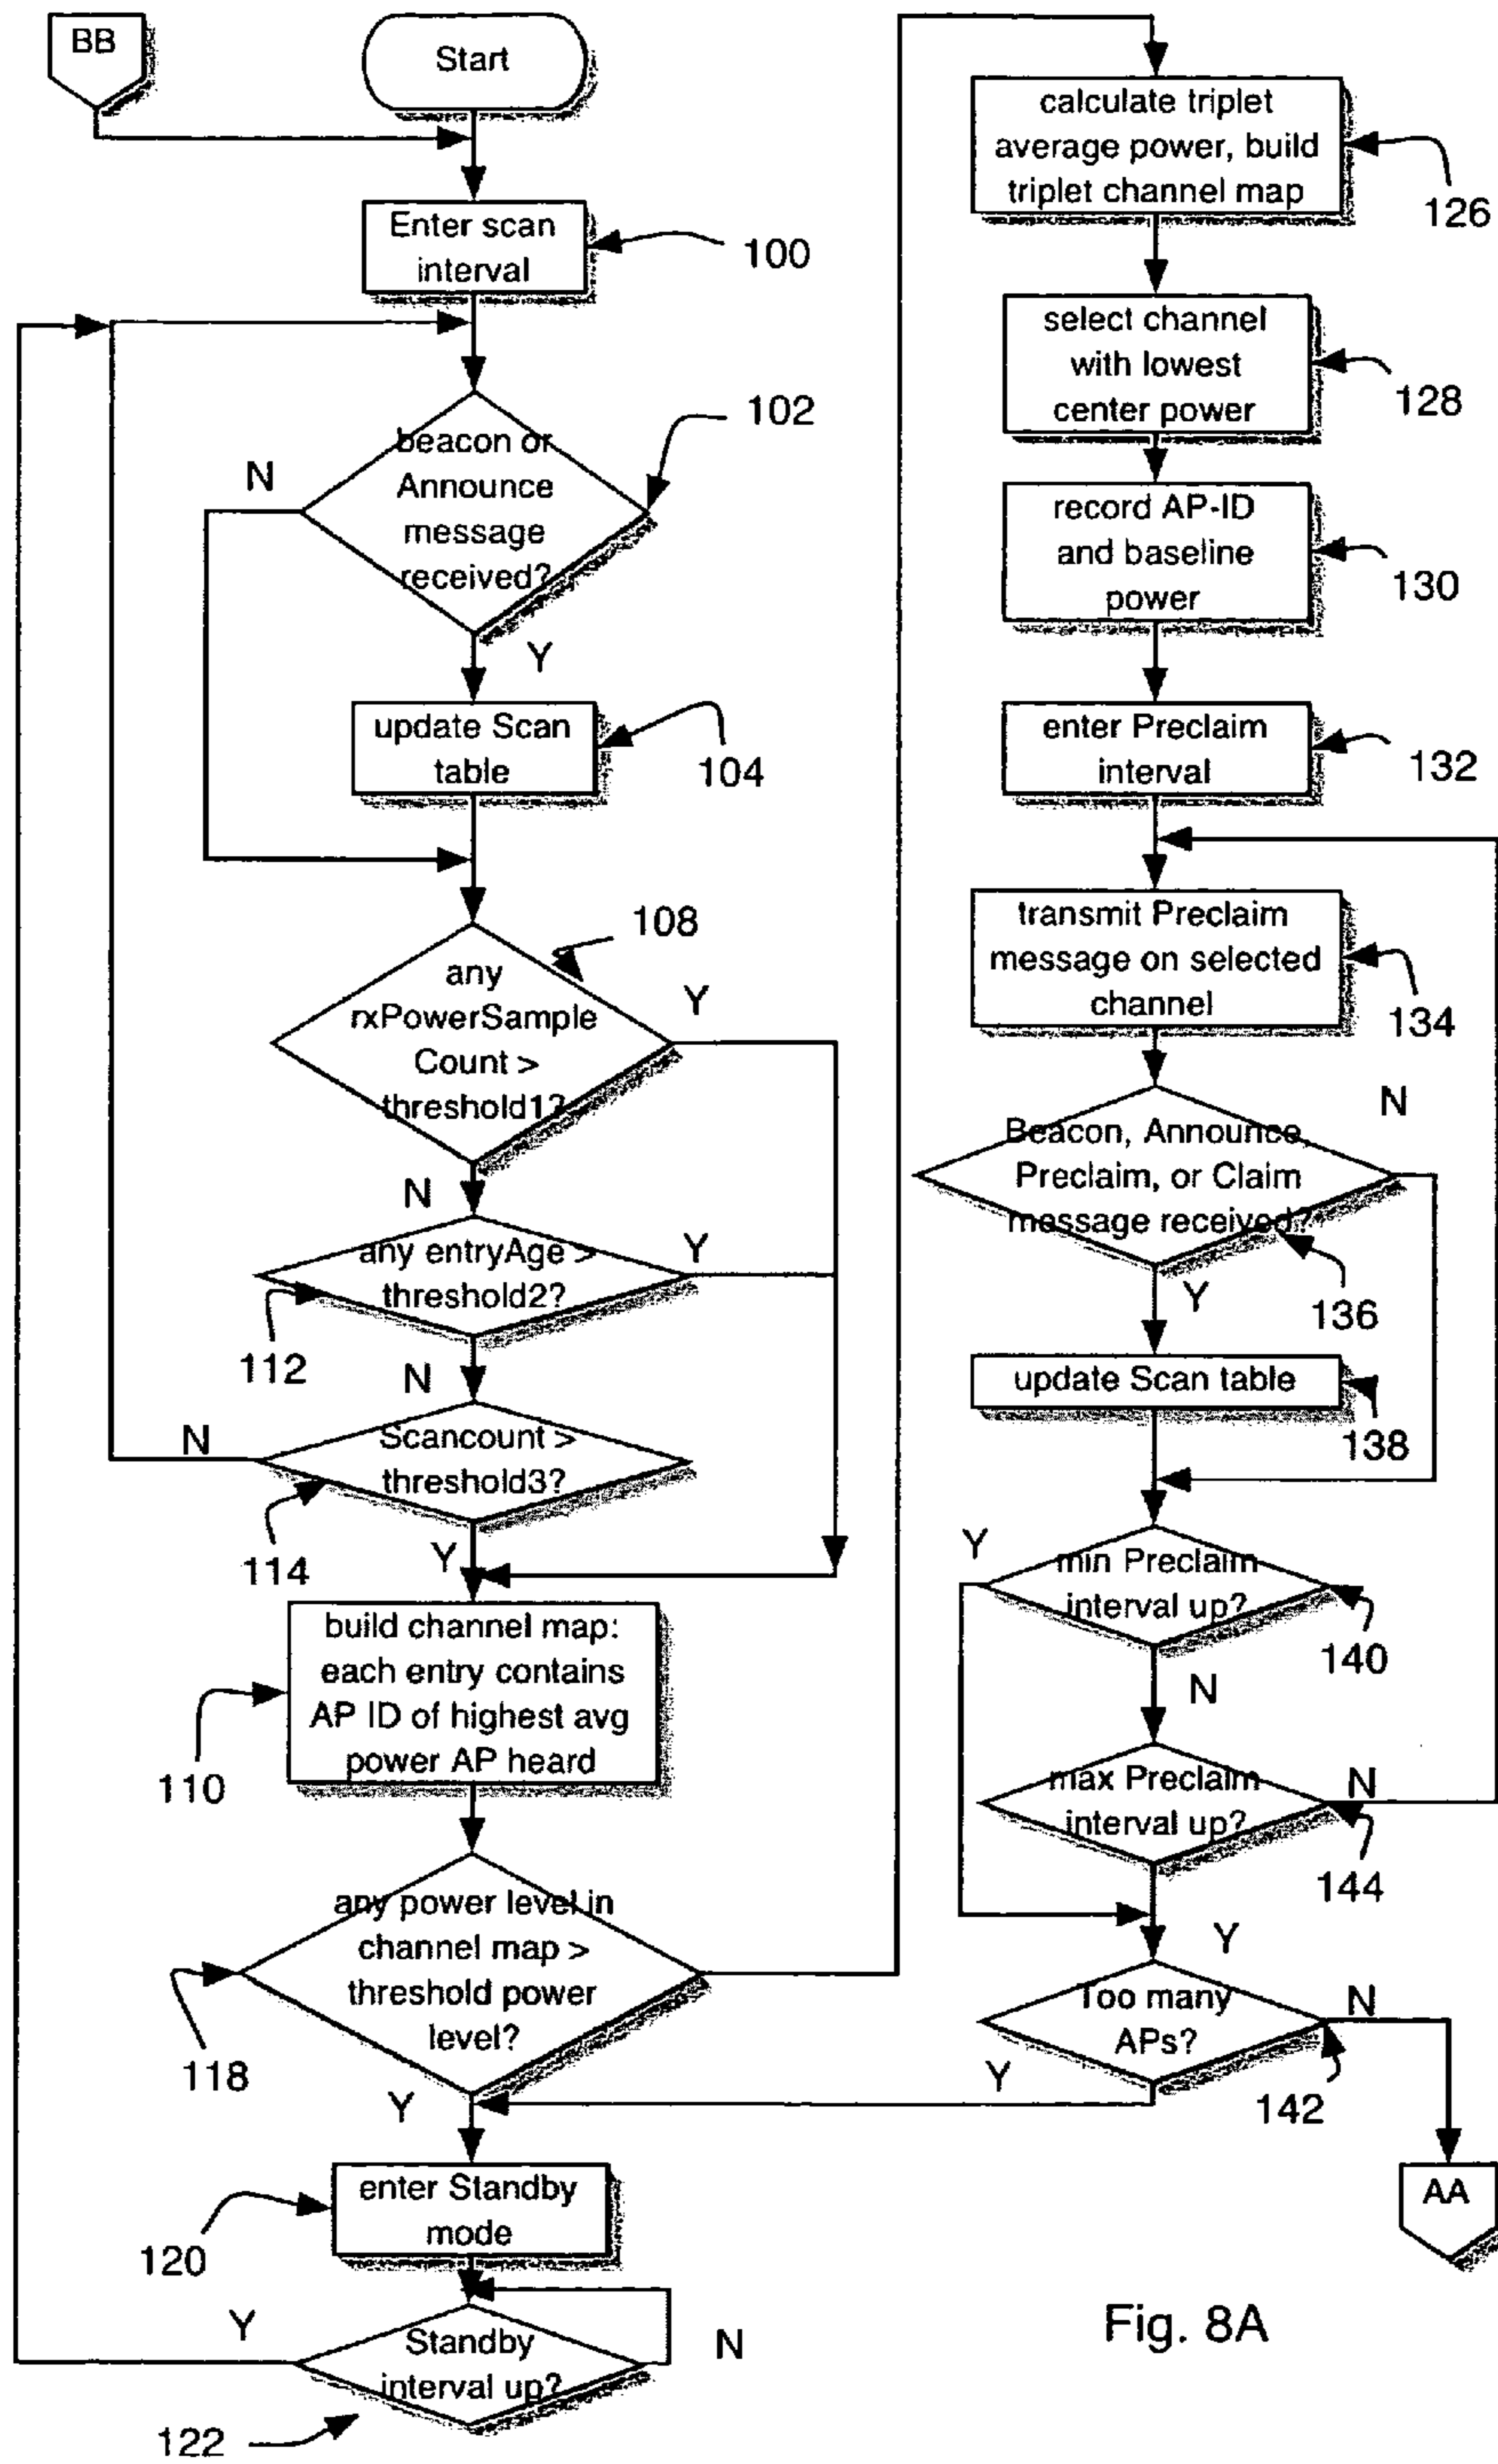 BB
Start
Enter scan
interval
100
beacon or
Announce
message
received?
102
N
Y
update Scan
table
104
any
rxPowerSample
Count >
threshold1?
108
Y
N
any entryAge >
threshold2?
Y
112
N
Scancount >
threshold3?
N
114
Y
build channel map:
each entry contains
AP ID of highest avg
power AP heard
110
any power level in
channel map >
threshold power
level?
118
Y
enter Standby
mode
120
Standby
interval up?
Y
N
122
calculate triplet
average power, build
triplet channel map
126
select channel
with lowest
center power
128
record AP-ID
and baseline
power
130
enter Preclaim
interval
132
transmit Preclaim
message on selected
channel
134
N
Beacon, Announce,
Preclaim, or Claim
message received?
136
Y
update Scan table
138
Y
min Preclaim
interval up?
140
N
max Preclaim
interval up?
N
144
Y
Too many
APs?
N
Y
142
AA
Fig. 8A